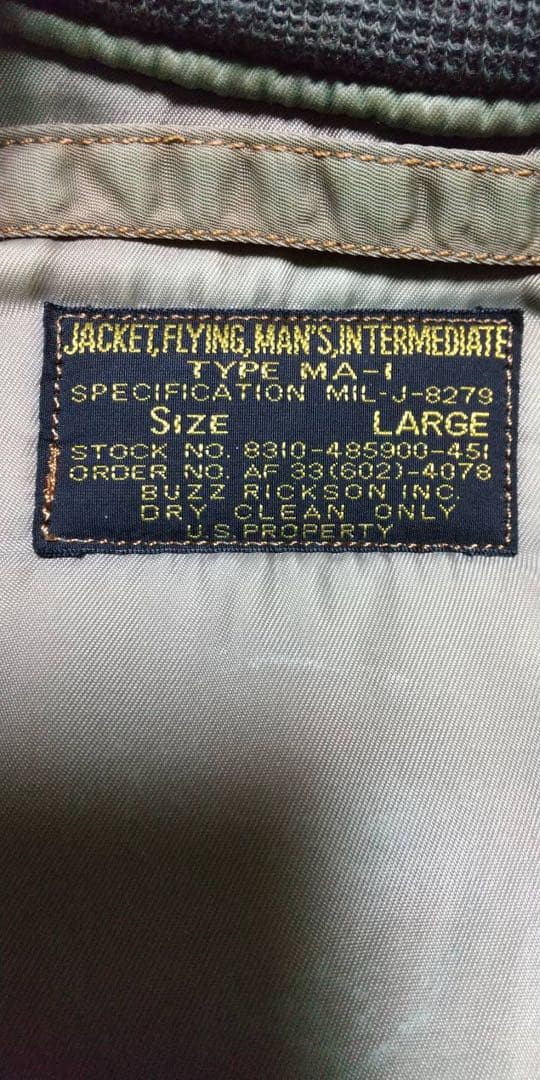 JACKET, FLYING, MAN'S, INTERMEDIATE
TYPE MA-1
SPECIFICATION MIL-J-8279
SIZE LARGE
STOCK NO. 8310-485900-451
ORDER NO. AF 33(602)-4078
BUZZ RICKSON INC.
DRY CLEAN ONLY
U.S. PROPERTY